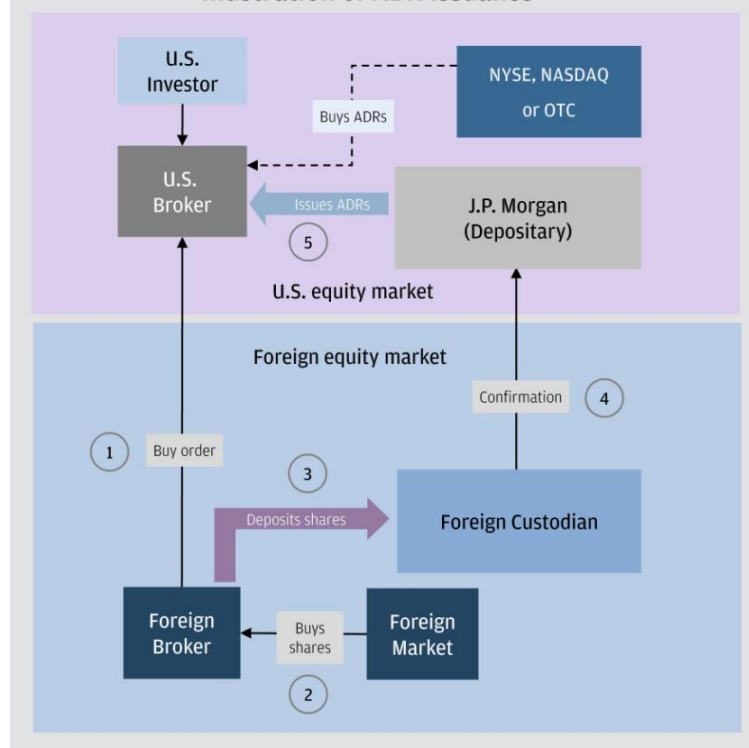 U.S.
Investor
NYSE, NASDAQ
or OTC
Buys ADRs
U.S.
Broker
Issues ADRs
J.P. Morgan
(Depositary)
5
U.S. equity market
Foreign equity market
Confirmation
4
1
Buy order
3
Deposits shares
Foreign Custodian
Foreign
Broker
Buys
shares
Foreign
Market
2